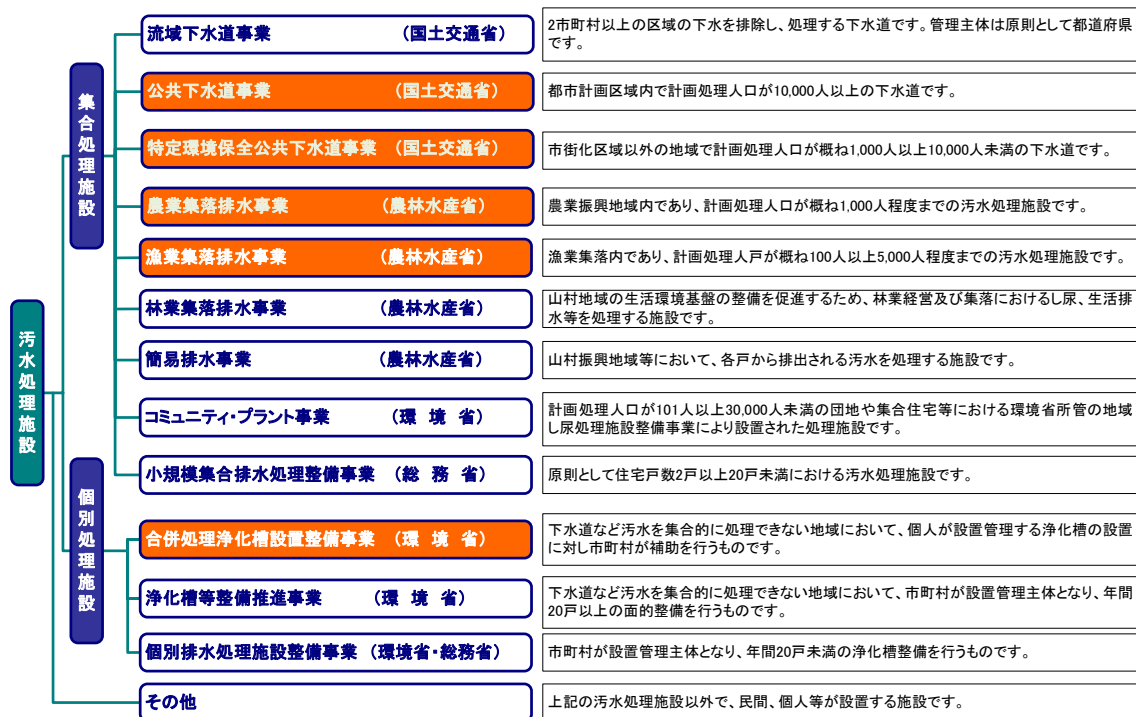 汚水処理施設
集合処理施設
流域下水道事業 (国土交通省)
2市町村以上の区域の下水を排除し、処理する下水道です。管理主体は原則として都道府県
です。
公共下水道事業 (国土交通省)
都市計画区域内で計画処理人口が10,000人以上の下水道です。
特定環境保全公共下水道事業 (国土交通省)
市街化区域以外の地域で計画処理人口が概ね1,000人以上10,000人未満の下水道です。
農業集落排水事業 (農林水産省)
農業振興地域内であり、計画処理人口が概ね1,000人程度までの汚水処理施設です。
漁業集落排水事業 (農林水産省)
漁業集落内であり、計画処理人戸が概ね100人以上5,000人程度までの汚水処理施設です。
林業集落排水事業 (農林水産省)
山村地域の生活環境基盤の整備を促進するため、林業経営及び集落におけるし尿、生活排
水等を処理する施設です。
簡易排水事業 (農林水産省)
山村振興地域等において、各戸から排出される汚水を処理する施設です。
コミュニティ・プラント事業 (環 境 省)
計画処理人口が101人以上30,000人未満の団地や集合住宅等における環境省所管の地域
し尿処理施設整備事業により設置された処理施設です。
小規模集合排水処理整備事業 (総 務 省)
原則として住宅戸数2戸以上20戸未満における汚水処理施設です。
個別処理施設
合併処理浄化槽設置整備事業 (環 境 省)
下水道など汚水を集合的に処理できない地域において、個人が設置管理する浄化槽の設置
に対し市町村が補助を行うものです。
浄化槽等整備推進事業 (環 境 省)
下水道など汚水を集合的に処理できない地域において、市町村が設置管理主体となり、年間
20戸以上の面的整備を行うものです。
個別排水処理施設整備事業 (環境省・総務省)
市町村が設置管理主体となり、年間20戸未満の浄化槽整備を行うものです。
その他
上記の汚水処理施設以外で、民間、個人等が設置する施設です。